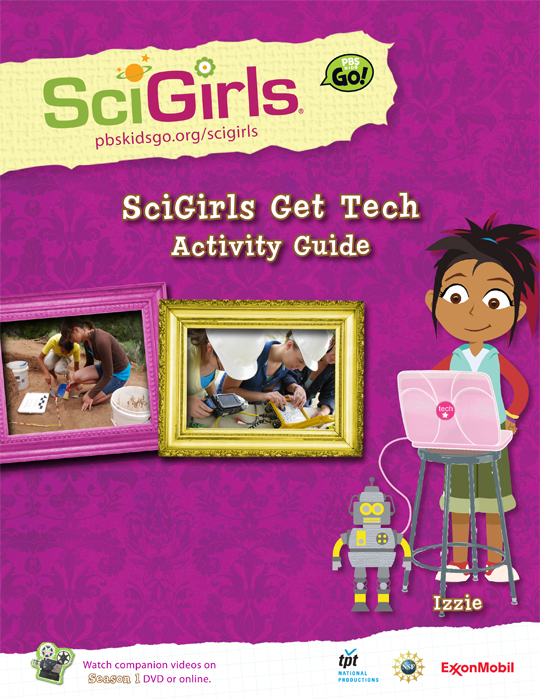 SciGirls®
PBS KIDS Go!
pbskidsgo.org/scigirls
SciGirls Get Tech
Activity Guide
tech
Izzie
Watch companion videos on
Season 1 DVD or online.
tpt
NATIONAL
PRODUCTIONS
NSF
ExxonMobil